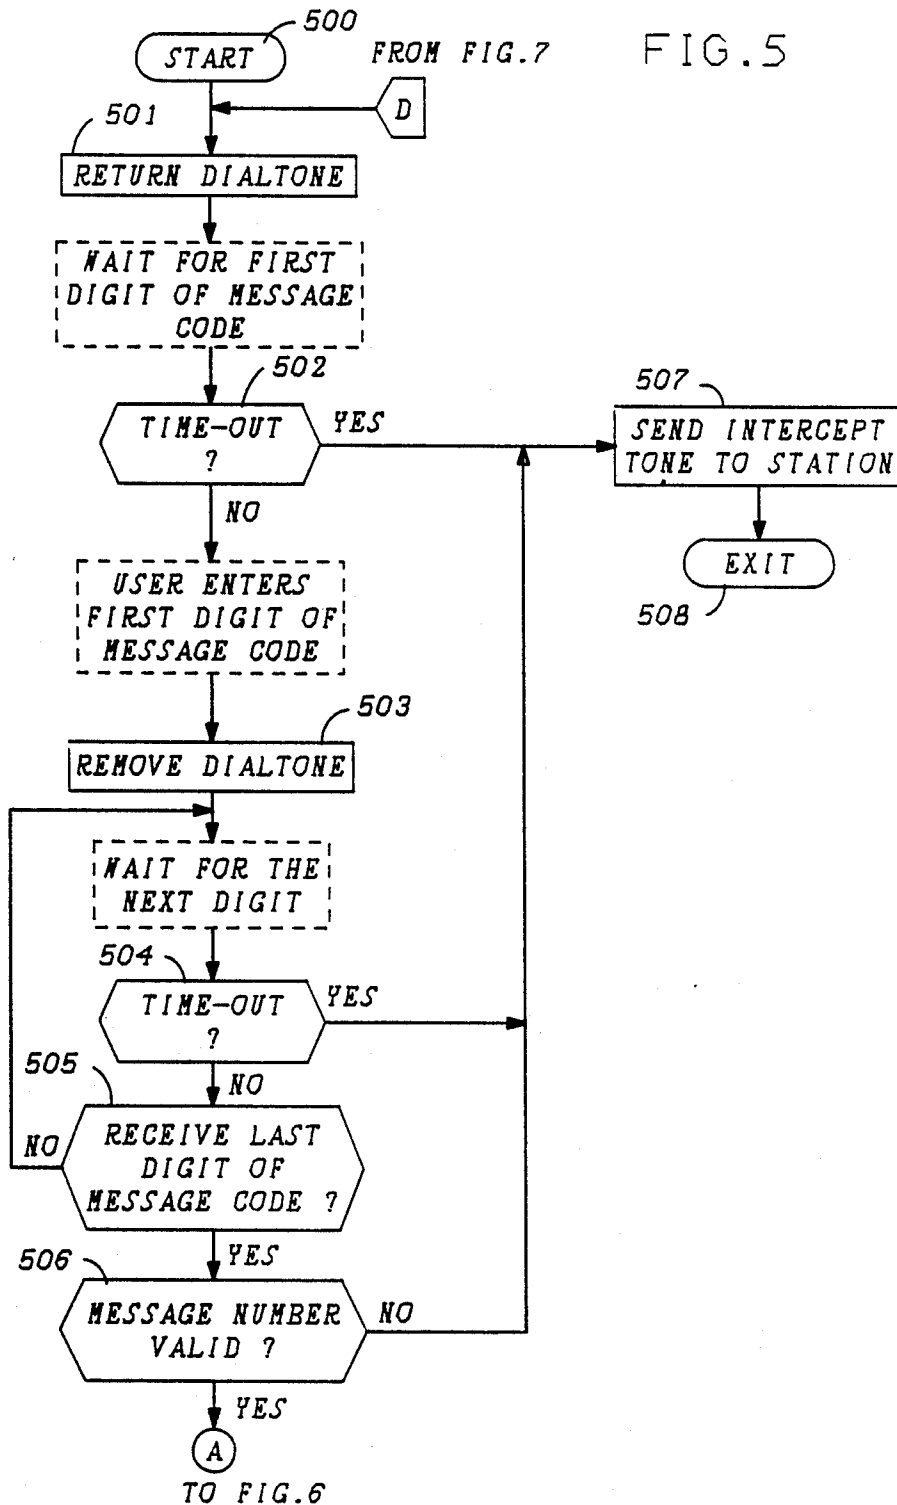 500
START
FROM FIG.7
FIG.5
D
501
RETURN DIALTONE
WAIT FOR FIRST
DIGIT OF MESSAGE
CODE
502
TIME-OUT
?
YES
507
SEND INTERCEPT
TONE TO STATION
NO
EXIT
508
USER ENTERS
FIRST DIGIT OF
MESSAGE CODE
503
REMOVE DIALTONE
WAIT FOR THE
NEXT DIGIT
504
TIME-OUT
?
YES
NO
505
RECEIVE LAST
DIGIT OF
MESSAGE CODE ?
NO
YES
506
MESSAGE NUMBER
VALID ?
NO
YES
A
TO FIG.6